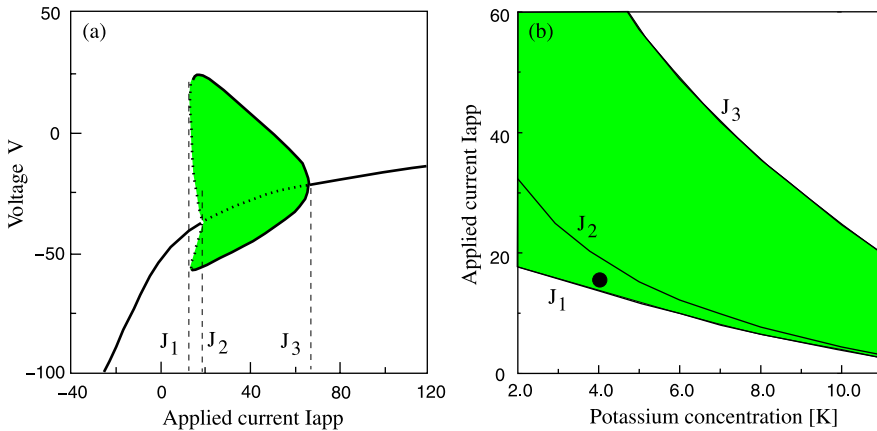 (a)
50
0
−50
−100
Voltage V
J1
J2
J3
−40
0
40
80
120
Applied current Iapp
(b)
60
40
20
0
Applied current Iapp
J3
J2
J1
2.0
4.0
6.0
8.0
10.0
Potassium concentration [K]